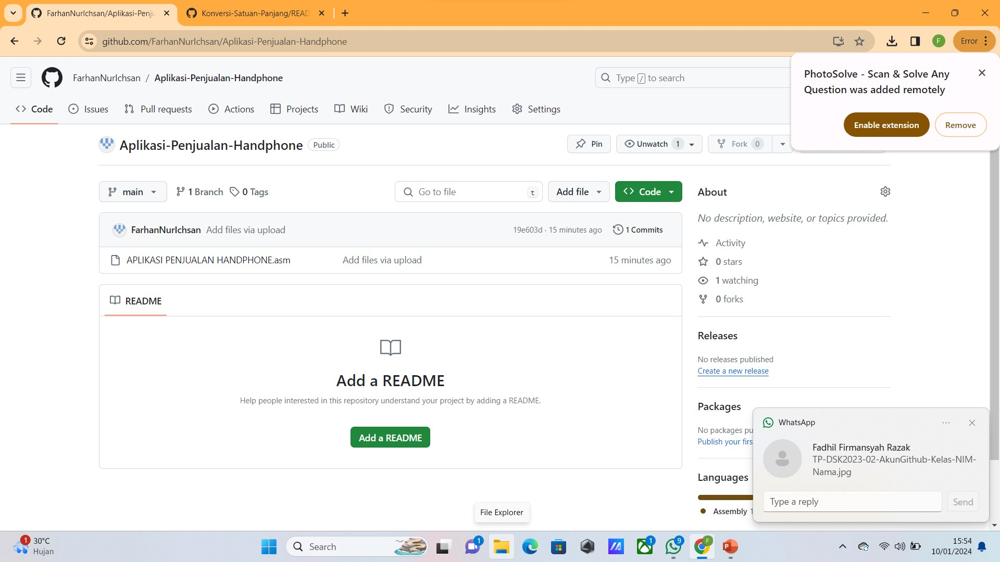 FarhanNurIchsan/Aplikasi-Penju
Konversi-Satuan-Panjang/READ
github.com/FarhanNurIchsan/Aplikasi-Penjualan-Handphone
F
Error
PhotoSolve - Scan & Solve Any
Question was added remotely
Enable extension
Remove
FarhanNurIchsan / Aplikasi-Penjualan-Handphone
Type / to search
Code
Issues
Pull requests
Actions
Projects
Wiki
Security
Insights
Settings
Aplikasi-Penjualan-Handphone
Public
Pin
Unwatch 1
Fork 0
main
1 Branch
0 Tags
Go to file
t
Add file
Code
About
No description, website, or topics provided.
FarhanNurIchsan Add files via upload
19e603d · 15 minutes ago
1 Commits
APLIKASI PENJUALAN HANDPHONE.asm
Add files via upload
15 minutes ago
Activity
0 stars
1 watching
0 forks
README
Add a README
Help people interested in this repository understand your project by adding a README.
Add a README
Releases
No releases published
Create a new release
Packages
No packages pu
Publish your firs
Languages
Assembly 1
WhatsApp
Fadhil Firmansyah Razak
TP-DSK2023-02-AkunGithub-Kelas-NIM-
Nama.jpg
Type a reply
Send
File Explorer
1
30°C
Hujan
Search
1
1
9
F
P
15:54
10/01/2024